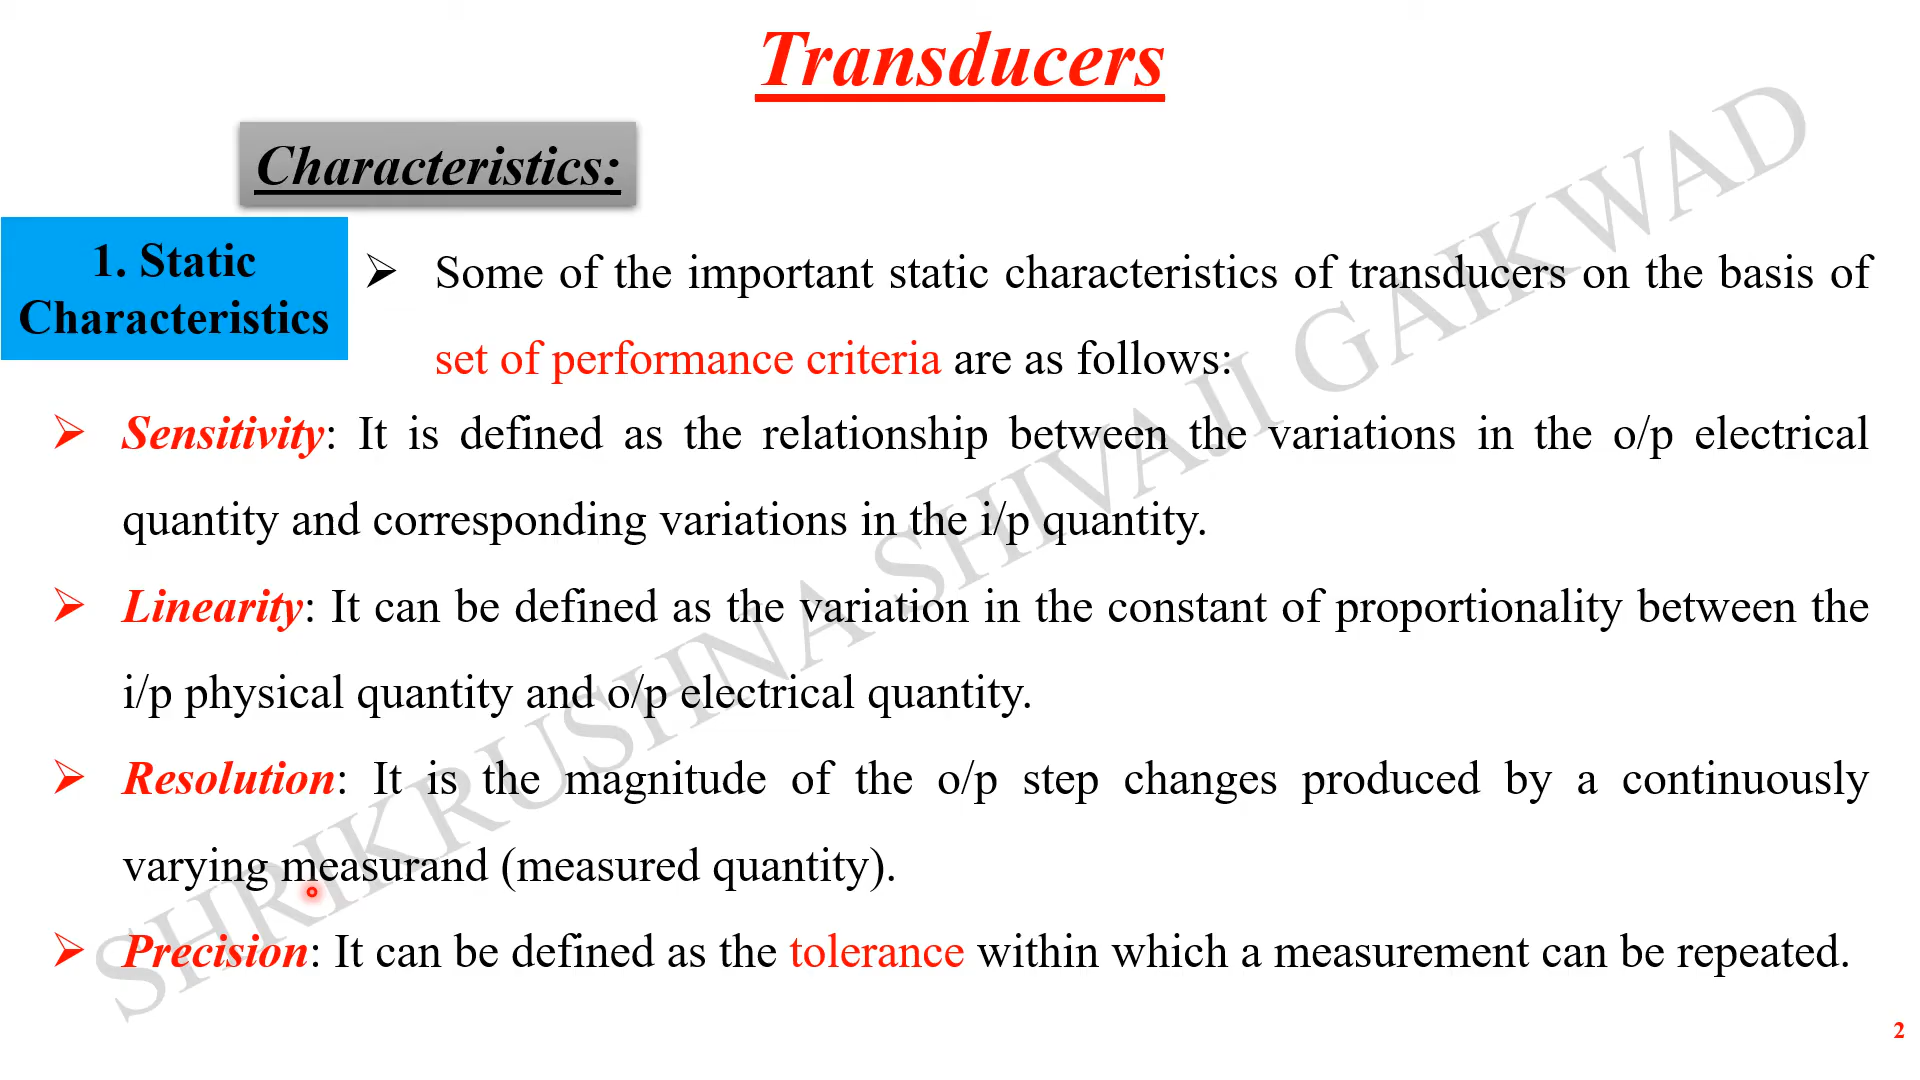 Transducers
Characteristics:
1. Static
Characteristics
➢ Some of the important static characteristics of transducers on the basis of
set of performance criteria are as follows:
➢ Sensitivity: It is defined as the relationship between the variations in the o/p electrical
quantity and corresponding variations in the i/p quantity.
➢ Linearity: It can be defined as the variation in the constant of proportionality between the
i/p physical quantity and o/p electrical quantity.
➢ Resolution: It is the magnitude of the o/p step changes produced by a continuously
varying measurand (measured quantity).
➢ Precision: It can be defined as the tolerance within which a measurement can be repeated.
SHRIKRUSHNA SHIVAJI GAIKWAD
2